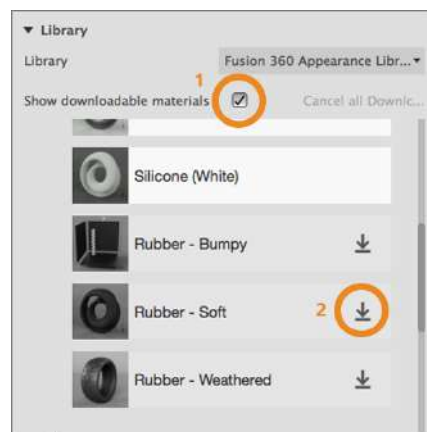 ▼ Library
Library Fusion 360 Appearance Libr...▾
1
Show downloadable materials Cancel all Downlc...
Silicone (White)
Rubber - Bumpy
Rubber - Soft 2
Rubber - Weathered